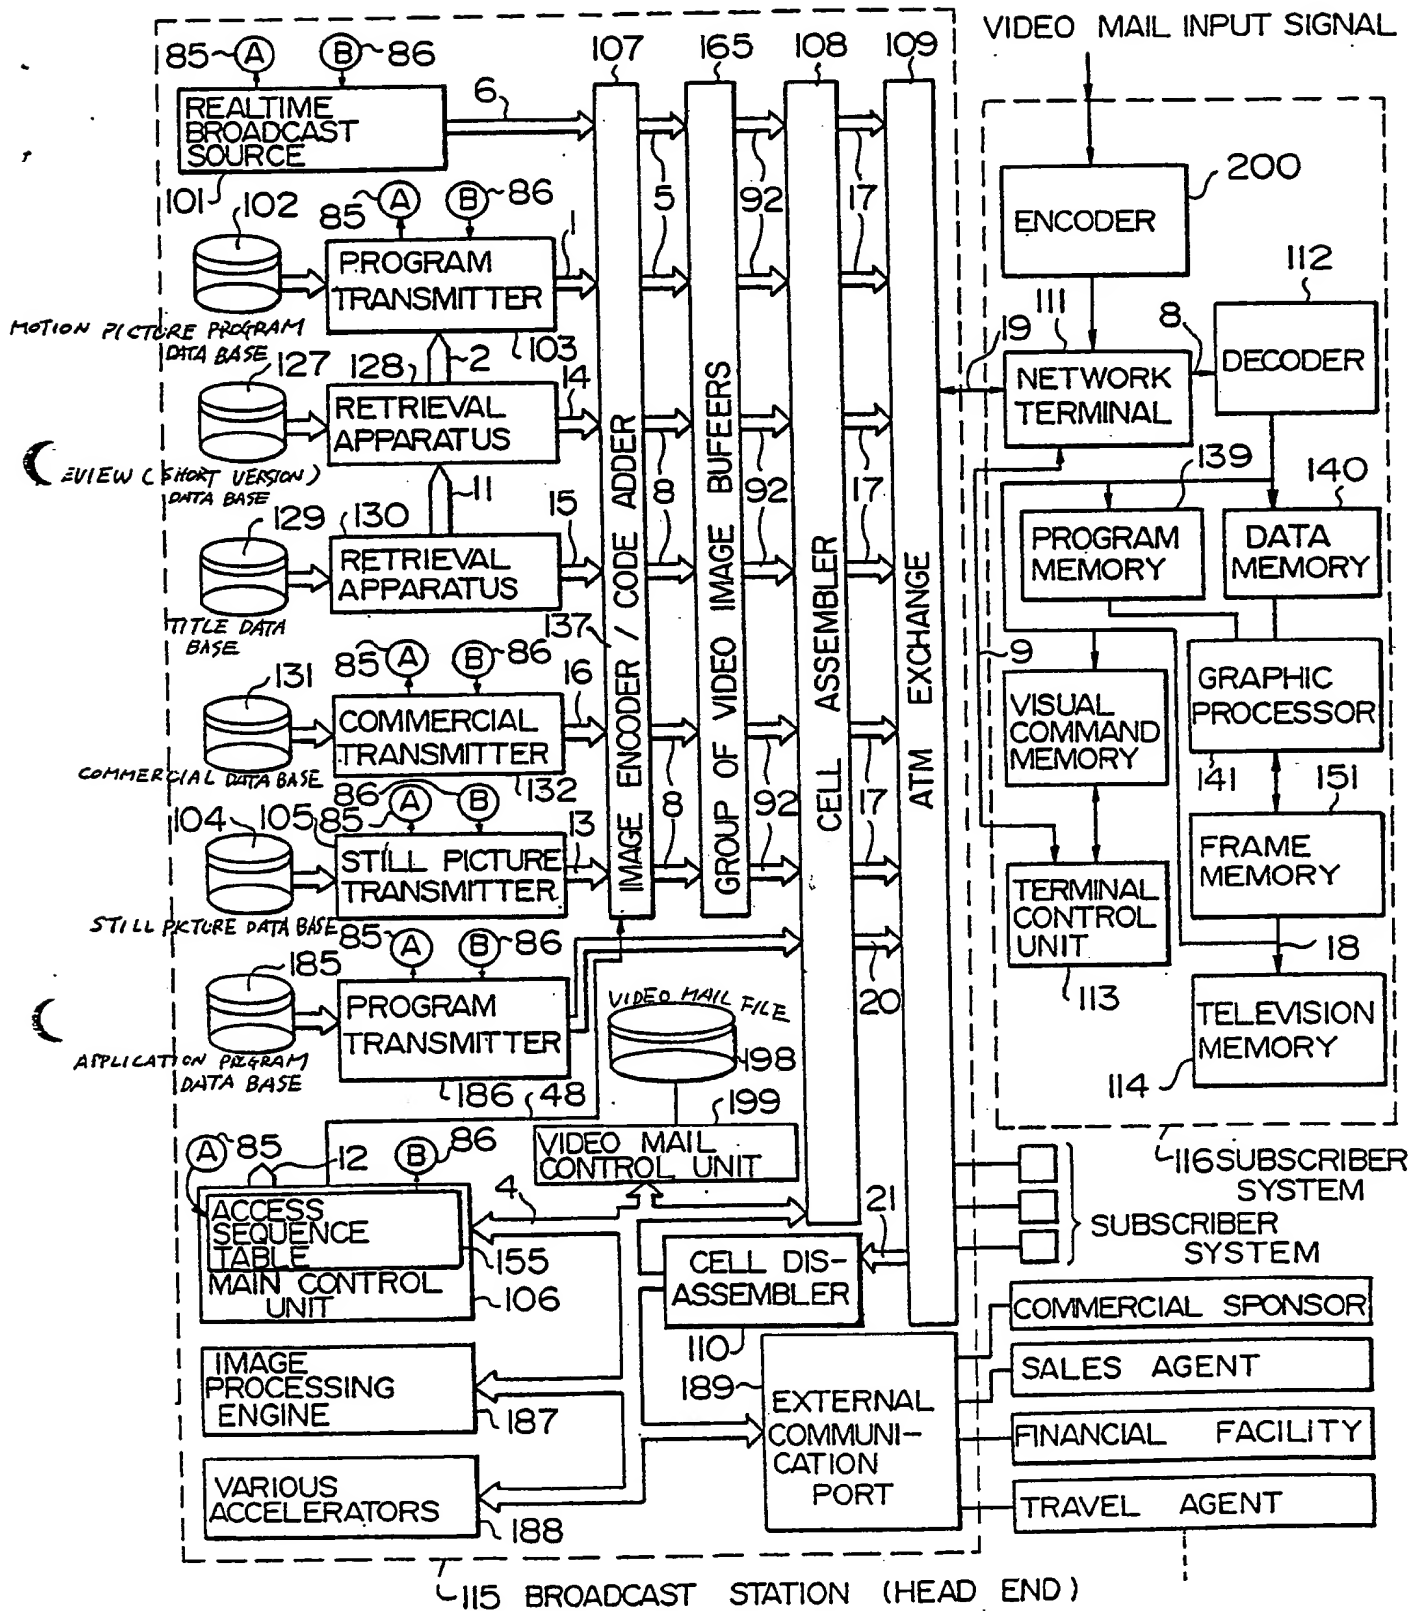 VIDEO MAIL INPUT SIGNAL
85 A B 86
107 165 108 109
REALTIME
BROADCAST
SOURCE
101
6 5 92 17
102
MOTION PICTURE PROGRAM
DATA BASE
85 A B 86
PROGRAM
TRANSMITTER
103
1
2
127
EVIEW (SHORT VERSION)
DATA BASE
128
RETRIEVAL
APPARATUS
14
8 92 17
11
129
TITLE DATA
BASE
130
RETRIEVAL
APPARATUS
15
8 92 17
137
131
COMMERCIAL DATA BASE
85 A B 86
COMMERCIAL
TRANSMITTER
132
16
8 92 17
104
STILL PICTURE DATA BASE
105
86
85 A B
STILL PICTURE
TRANSMITTER
13
185
APPLICATION PROGRAM
DATA BASE
85 A B 86
PROGRAM
TRANSMITTER
186
48
20
IMAGE ENCODER / CODE ADDER
GROUP OF VIDEO IMAGE BUFFERS
CELL ASSEMBLER
ATM EXCHANGE
VIDEO MAIL FILE
198
199
VIDEO MAIL
CONTROL UNIT
A 85 12 B 86
ACCESS
SEQUENCE
TABLE
155
MAIN CONTROL
UNIT
106
4
21
CELL DIS-
ASSEMBLER
110
IMAGE
PROCESSING
ENGINE
187
VARIOUS
ACCELERATORS
188
189
EXTERNAL
COMMUNI-
CATION
PORT
115 BROADCAST STATION (HEAD END)
200
ENCODER
112
DECODER
111
8
19
NETWORK
TERMINAL
139
PROGRAM
MEMORY
140
DATA
MEMORY
9
VISUAL
COMMAND
MEMORY
GRAPHIC
PROCESSOR
141
151
FRAME
MEMORY
TERMINAL
CONTROL
UNIT
113
18
TELEVISION
MEMORY
114
116 SUBSCRIBER
SYSTEM
SUBSCRIBER
SYSTEM
COMMERCIAL SPONSOR
SALES AGENT
FINANCIAL FACILITY
TRAVEL AGENT